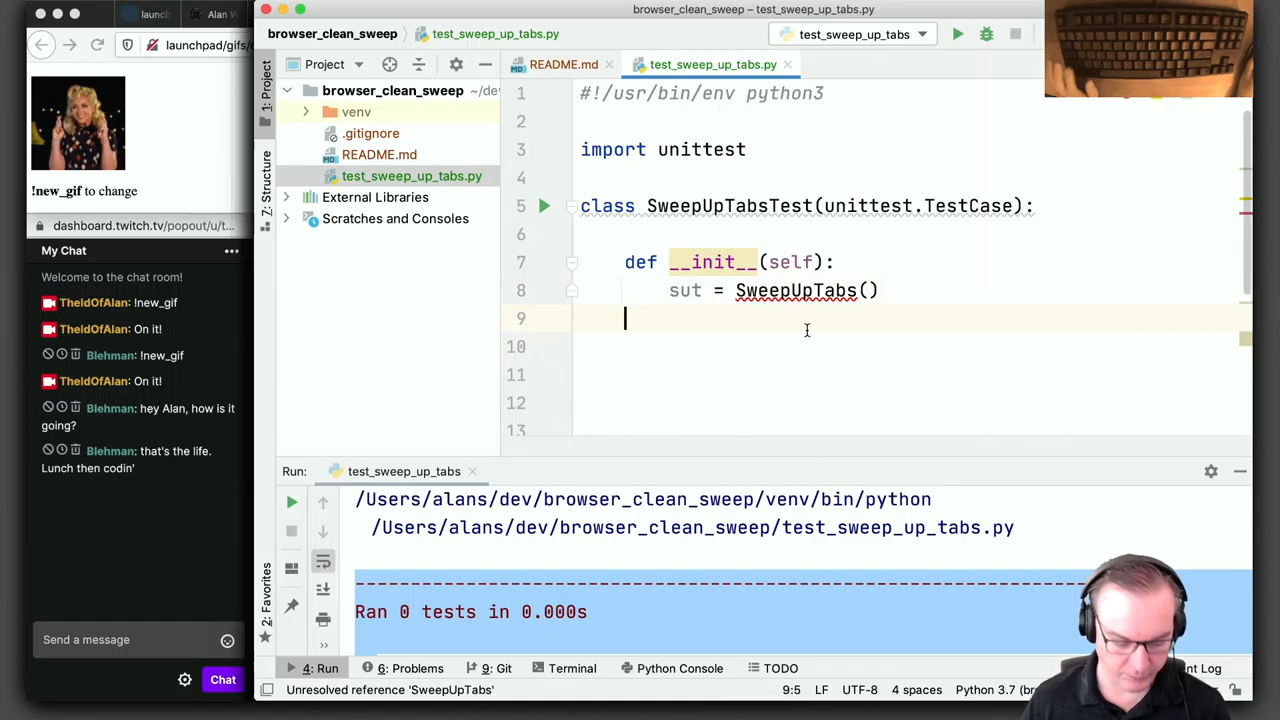 launch
Alan W
browser_clean_sweep – test_sweep_up_tabs.py
launchpad/gifs/
!new_gif to change
dashboard.twitch.tv/popout/u/t...
My Chat
Welcome to the chat room!
TheIdOfAlan: !new_gif
TheIdOfAlan: On it!
Blehman: !new_gif
TheIdOfAlan: On it!
Blehman: hey Alan, how is it
going?
Blehman: that's the life.
Lunch then codin'
Send a message
Chat
browser_clean_sweep
test_sweep_up_tabs.py
test_sweep_up_tabs
Project
README.md
test_sweep_up_tabs.py
1: Project
7: Structure
2: Favorites
browser_clean_sweep ~/dev
venv
.gitignore
README.md
test_sweep_up_tabs.py
External Libraries
Scratches and Consoles
1 #!/usr/bin/env python3
2
3 import unittest
4
5 class SweepUpTabsTest(unittest.TestCase):
6
7 def __init__(self):
8 sut = SweepUpTabs()
9
10
11
12
13
Run: test_sweep_up_tabs
/Users/alans/dev/browser_clean_sweep/venv/bin/python
/Users/alans/dev/browser_clean_sweep/test_sweep_up_tabs.py
----------------------------------------------------------------------
Ran 0 tests in 0.000s
4: Run
6: Problems
9: Git
Terminal
Python Console
TODO
nt Log
Unresolved reference 'SweepUpTabs'
9:5 LF UTF-8 4 spaces Python 3.7 (bro